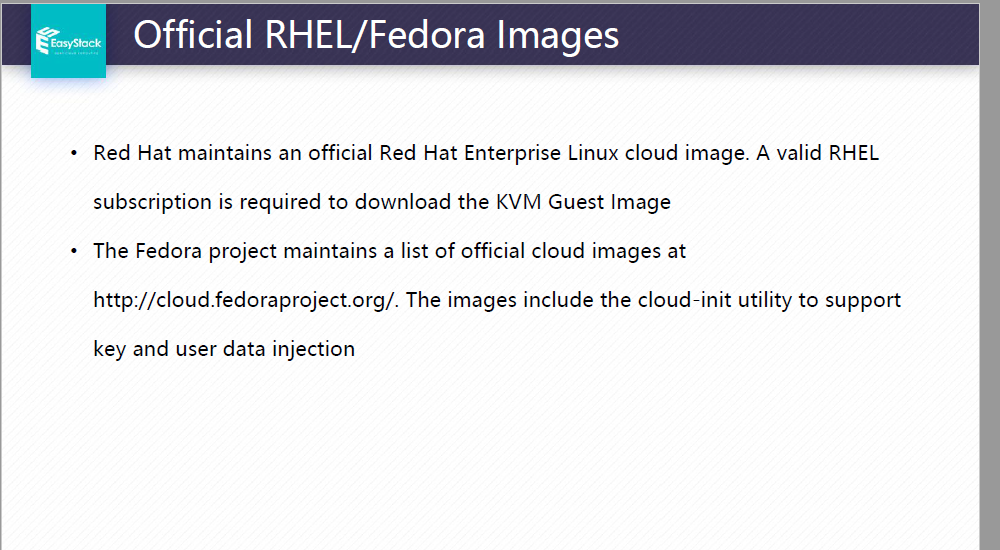 EasyStack
Official RHEL/Fedora Images
• Red Hat maintains an official Red Hat Enterprise Linux cloud image. A valid RHEL
subscription is required to download the KVM Guest Image
• The Fedora project maintains a list of official cloud images at
http://cloud.fedoraproject.org/. The images include the cloud-init utility to support
key and user data injection